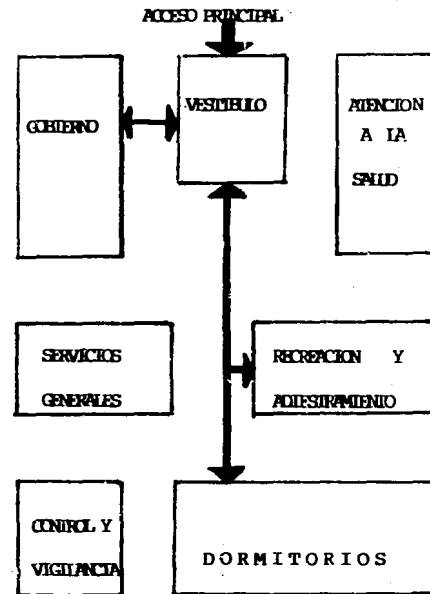 ACCESO PRINCIPAL
GOBIERNO
VESTIBULO
ATENCION
A LA
SALUD
SERVICIOS
GENERALES
RECREACION Y
ADIESTRAMIENTO
CONTROL Y
VIGILANCIA
DORMITORIOS